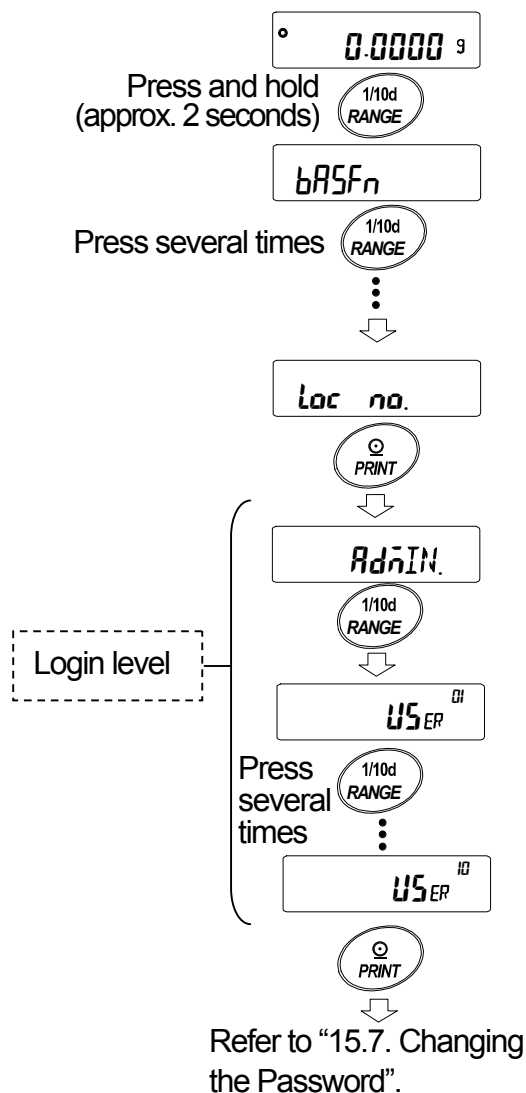 0.0000 g
Press and hold
(approx. 2 seconds)
1/10d
RANGE
bASFn
Press several times
1/10d
RANGE
Loc no.
PRINT
AdmIN.
1/10d
RANGE
Login level
USER 01
Press
several
times
1/10d
RANGE
USER 10
PRINT
Refer to “15.7. Changing
the Password”.